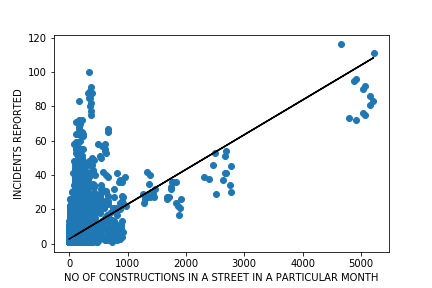 120
100
80
60
40
20
0
INCIDENTS REPORTED
0 1000 2000 3000 4000 5000
NO OF CONSTRUCTIONS IN A STREET IN A PARTICULAR MONTH